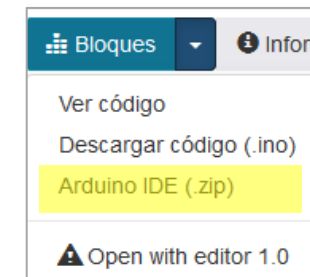 Bloques Infor
Ver código
Descargar código (.ino)
Arduino IDE (.zip)
Open with editor 1.0